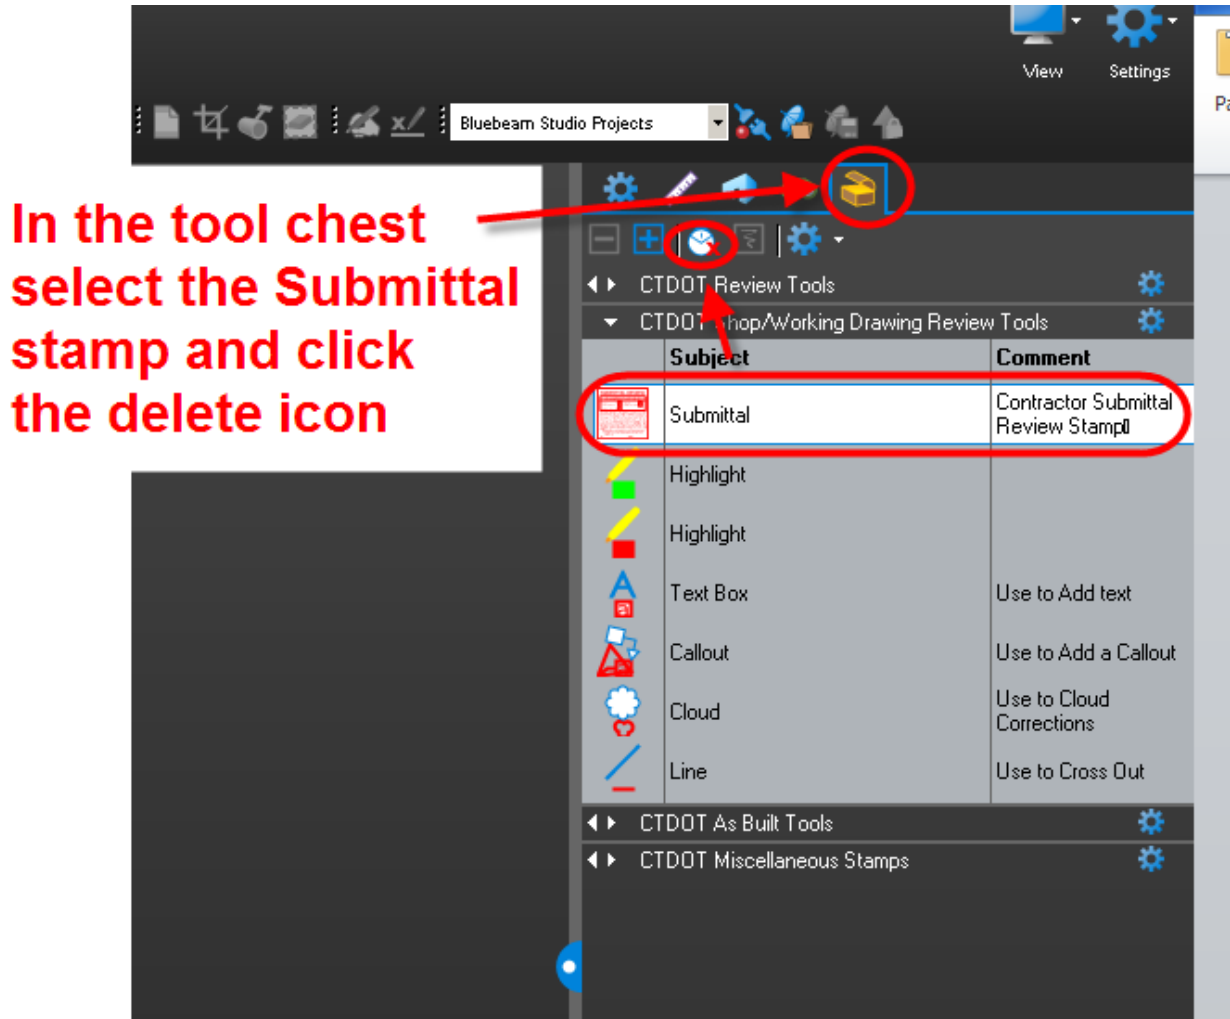 View
Settings
Pa
Bluebeam Studio Projects
In the tool chest
select the Submittal
stamp and click
the delete icon
CTDOT Review Tools
CTDOT Shop/Working Drawing Review Tools
Subject Comment
Submittal
Contractor Submittal
Review Stamp
Highlight
Highlight
Text Box Use to Add text
Callout Use to Add a Callout
Cloud
Use to Cloud
Corrections
Line Use to Cross Out
CTDOT As Built Tools
CTDOT Miscellaneous Stamps